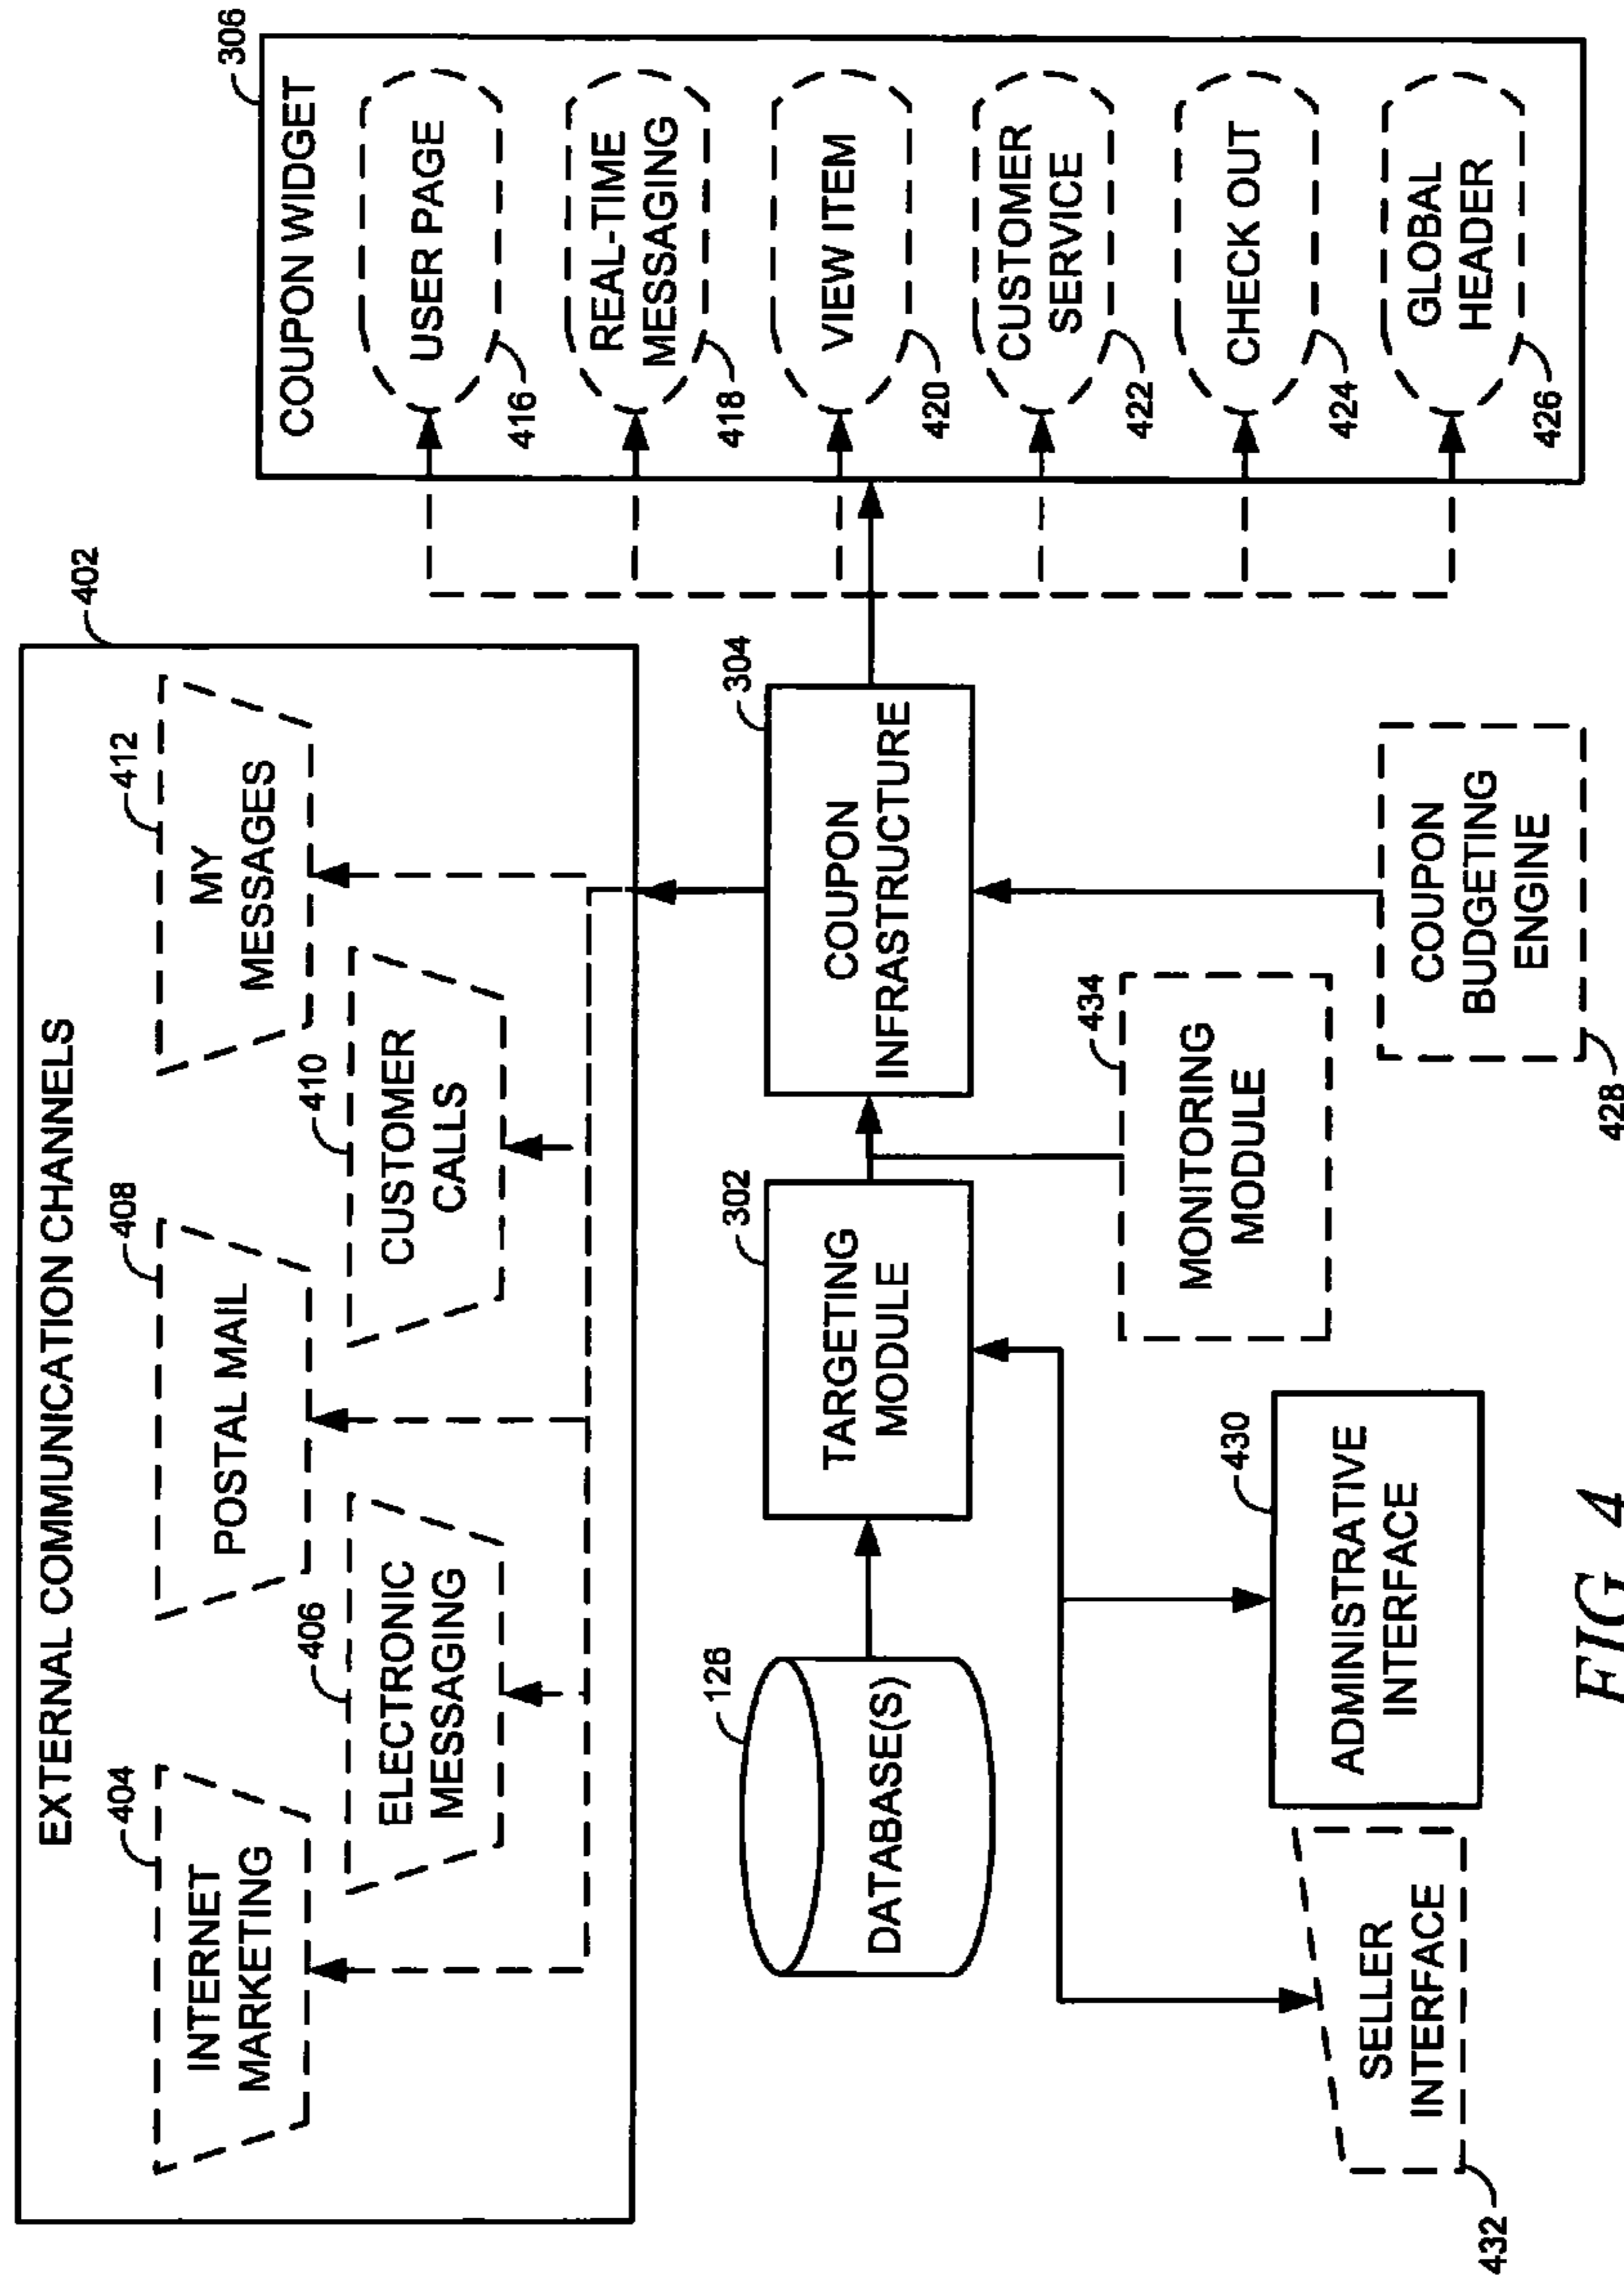 EXTERNAL COMMUNICATION CHANNELS
402
404
INTERNET
MARKETING
408
POSTAL MAIL
412
MY
MESSAGES
406
ELECTRONIC
MESSAGING
410
CUSTOMER
CALLS
306
COUPON WIDGET
USER PAGE
416
REAL-TIME
MESSAGING
418
VIEW ITEM
420
CUSTOMER
SERVICE
422
CHECK OUT
424
GLOBAL
HEADER
426
126
DATABASE(S)
302
TARGETING
MODULE
304
COUPON
INFRASTRUCTURE
434
MONITORING
MODULE
COUPON
BUDGETING
ENGINE
428
430
ADMINISTRATIVE
INTERFACE
SELLER
INTERFACE
432
FIG 4